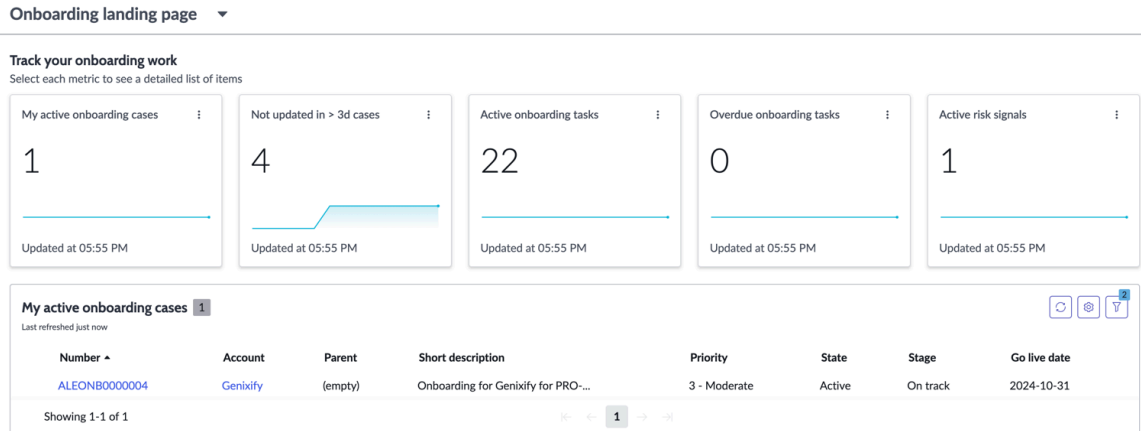 Onboarding landing page
Track your onboarding work
Select each metric to see a detailed list of items
My active onboarding cases
1
Updated at 05:55 PM
Not updated in > 3d cases
4
Updated at 05:55 PM
Active onboarding tasks
22
Updated at 05:55 PM
Overdue onboarding tasks
0
Updated at 05:55 PM
Active risk signals
1
Updated at 05:55 PM
My active onboarding cases 1
2
Last refreshed just now
Number Account Parent Short description Priority State Stage Go live date
ALEONB0000004 Genixify (empty) Onboarding for Genixify for PRO-... 3 - Moderate Active On track 2024-10-31
Showing 1-1 of 1
1